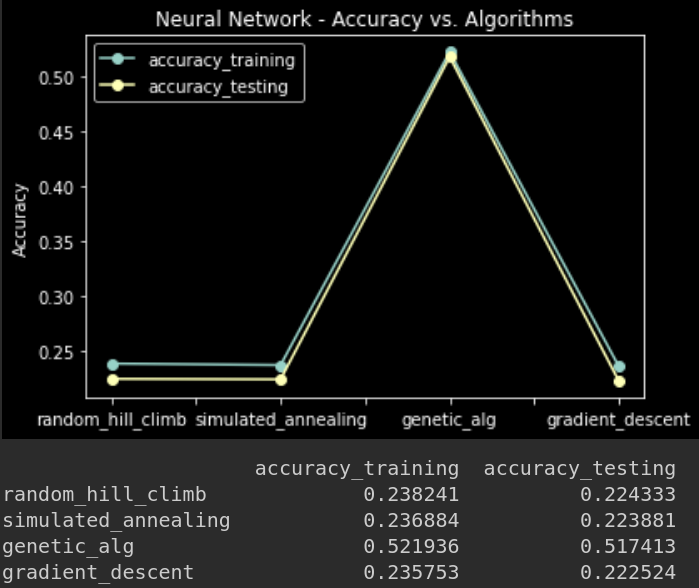 Neural Network - Accuracy vs. Algorithms
accuracy_training
accuracy_testing
0.50
0.45
0.40
0.35
0.30
0.25
Accuracy
random_hill_climb simulated_annealing genetic_alg gradient_descent
accuracy_training accuracy_testing
random_hill_climb 0.238241 0.224333
simulated_annealing 0.236884 0.223881
genetic_alg 0.521936 0.517413
gradient_descent 0.235753 0.222524